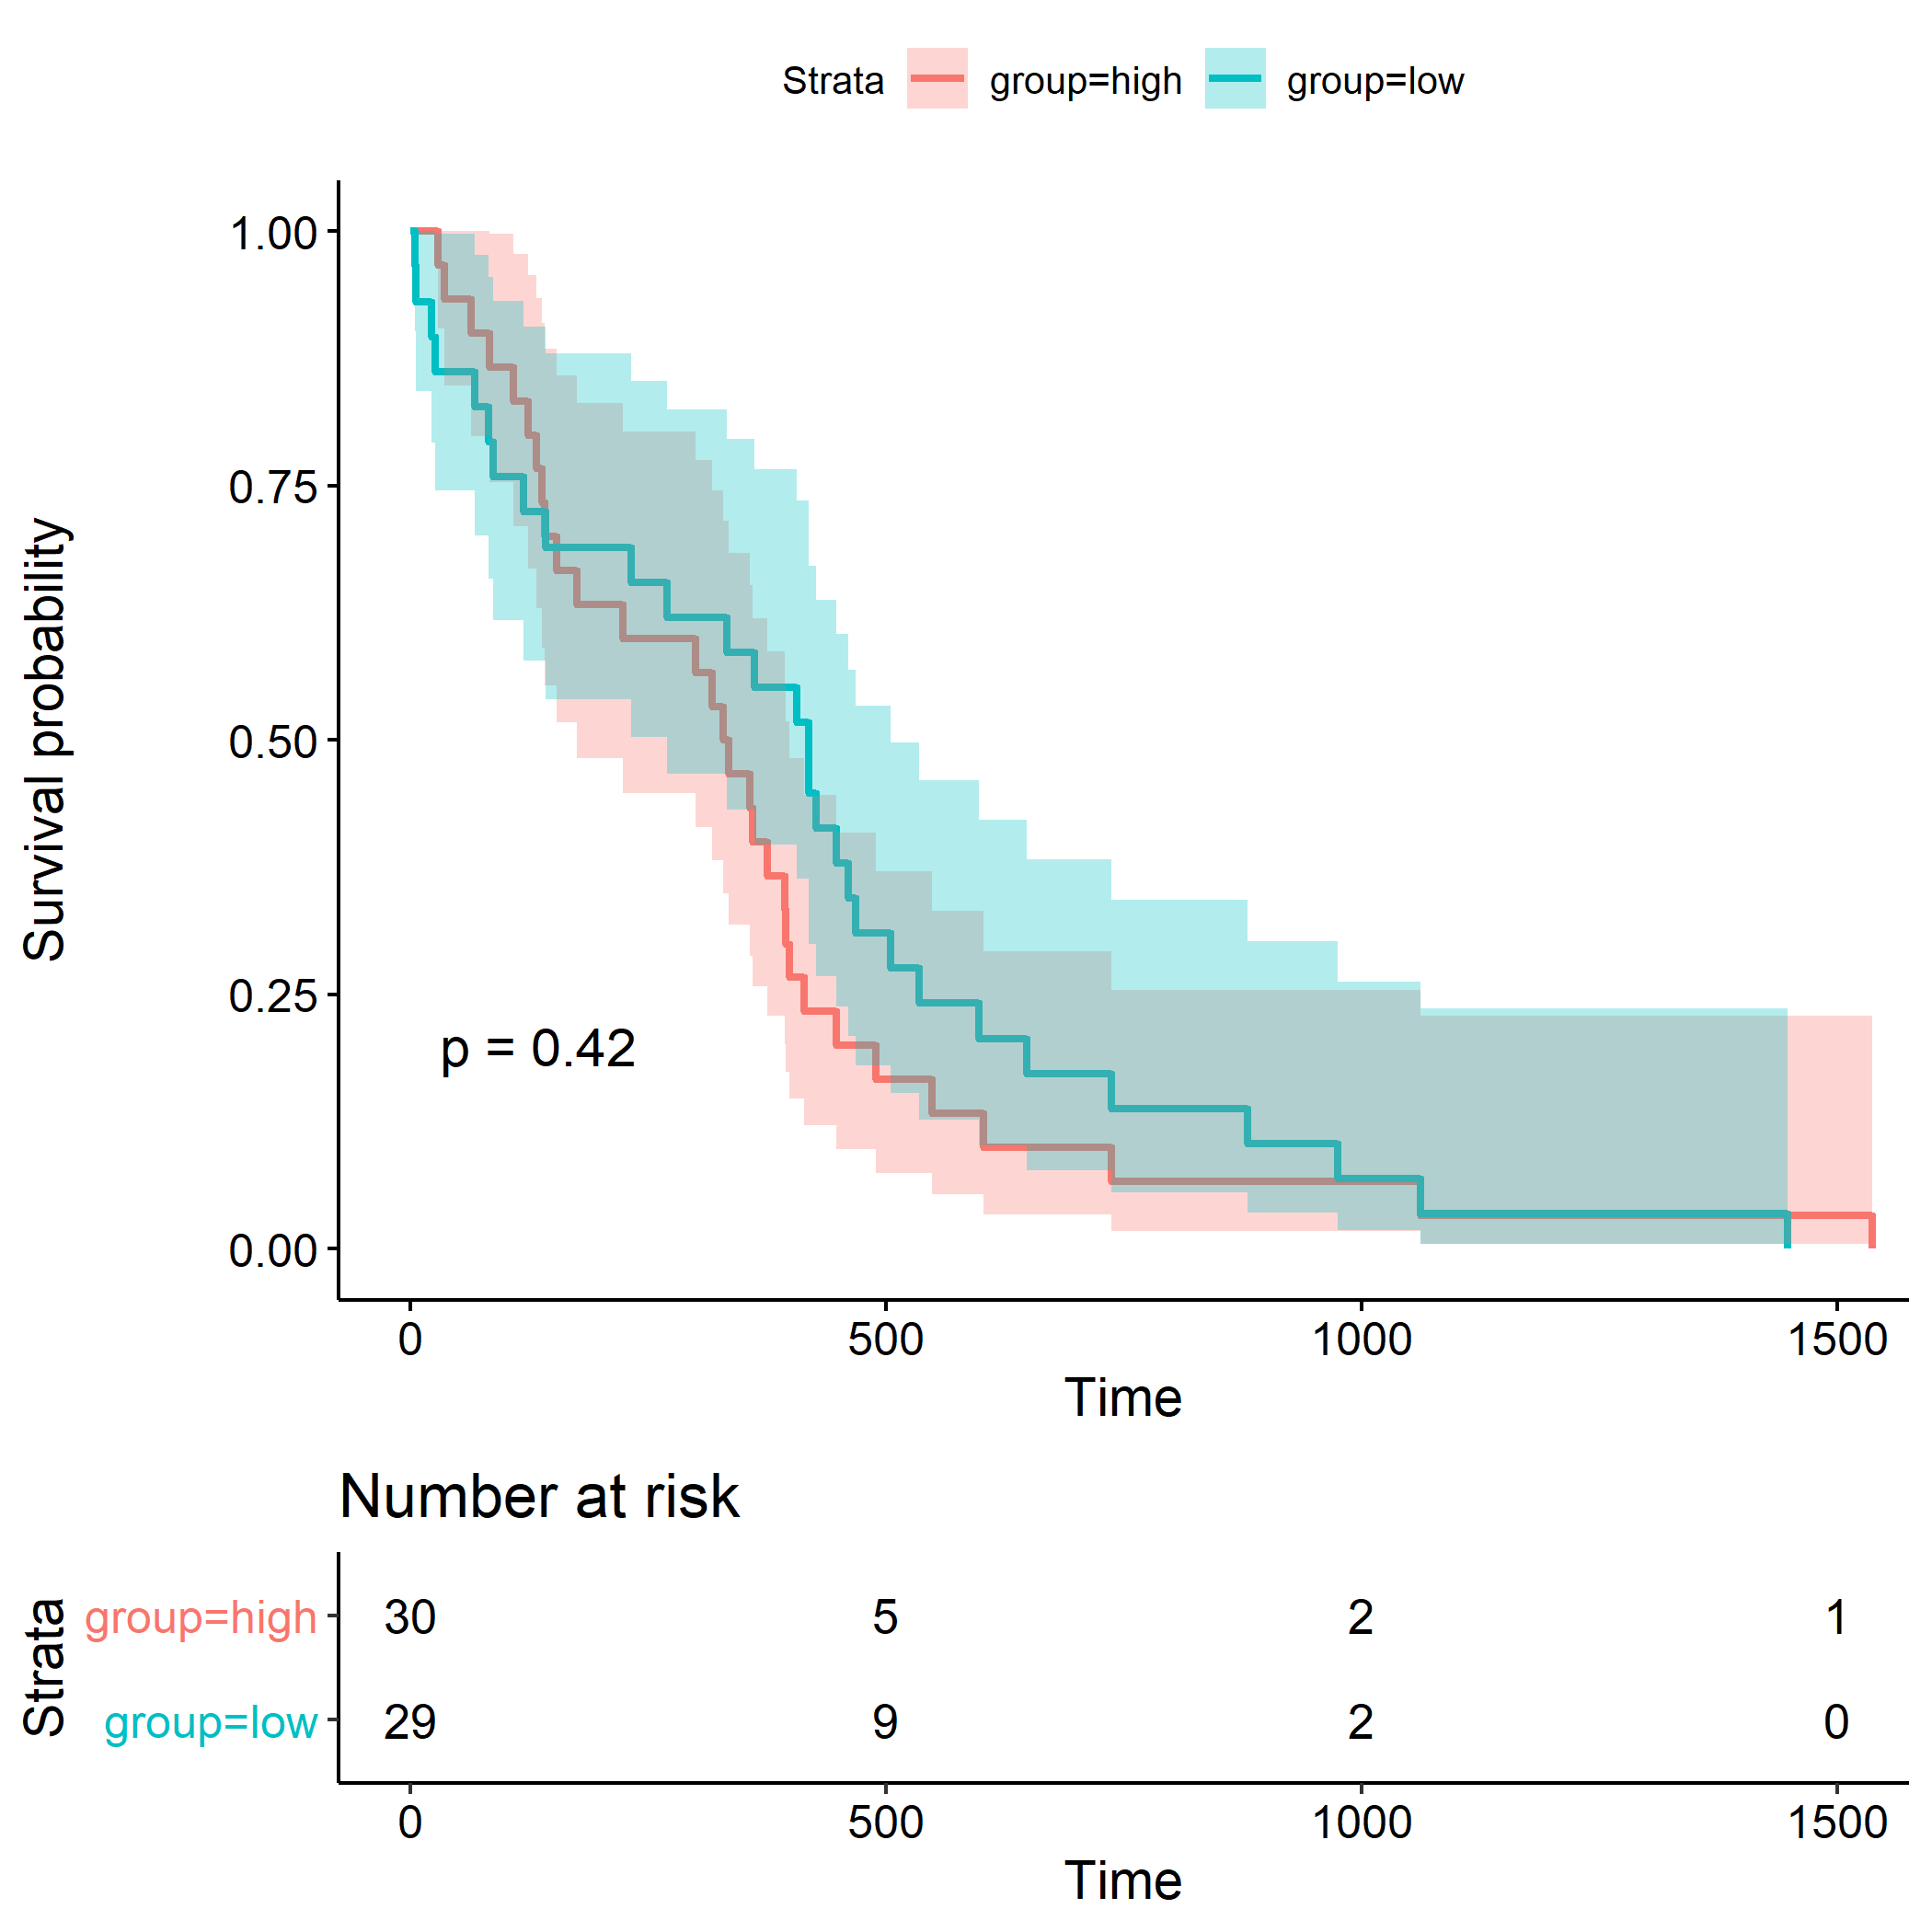 Strata group=high group=low
1.00
0.75
0.50
0.25
0.00
Survival probability
p = 0.42
0 500 1000 1500
Time
Number at risk
Strata
group=high 30 5 2 1
group=low 29 9 2 0
0 500 1000 1500
Time